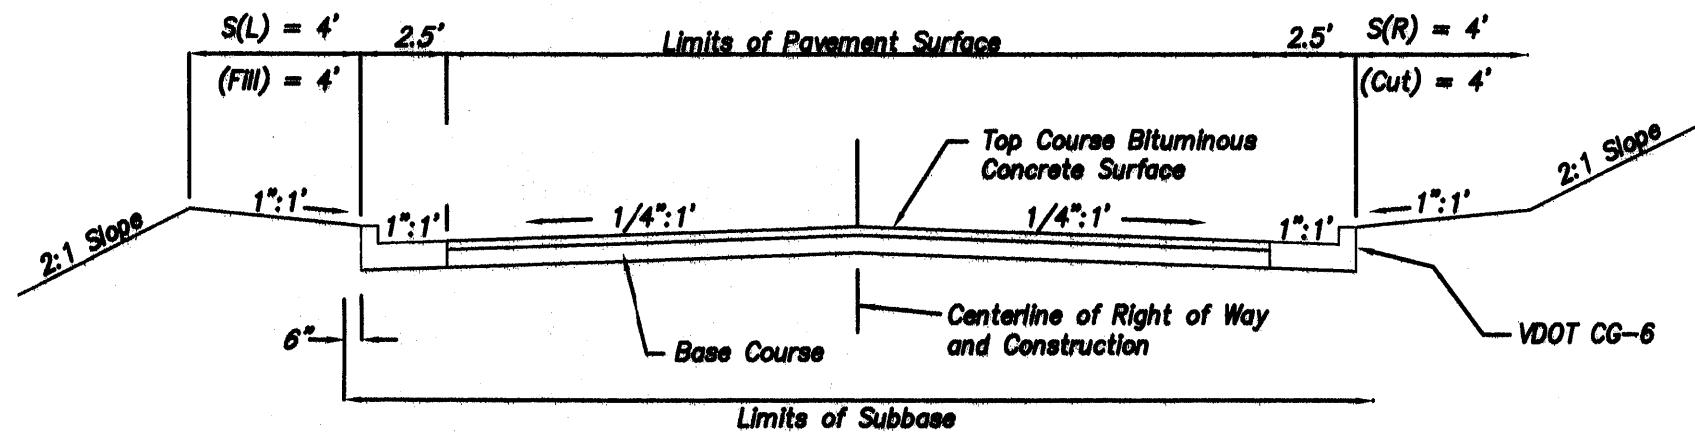 S(L) = 4'
2.5'
Limits of Pavement Surface
2.5'
S(R) = 4'
(Fill) = 4'
(Cut) = 4'
Top Course Bituminous
Concrete Surface
2:1 Slope
2:1 Slope
1":1'
1":1'
1/4":1'
1/4":1'
1":1'
1":1'
6"
Base Course
Centerline of Right of Way
and Construction
VDOT CG-6
Limits of Subbase